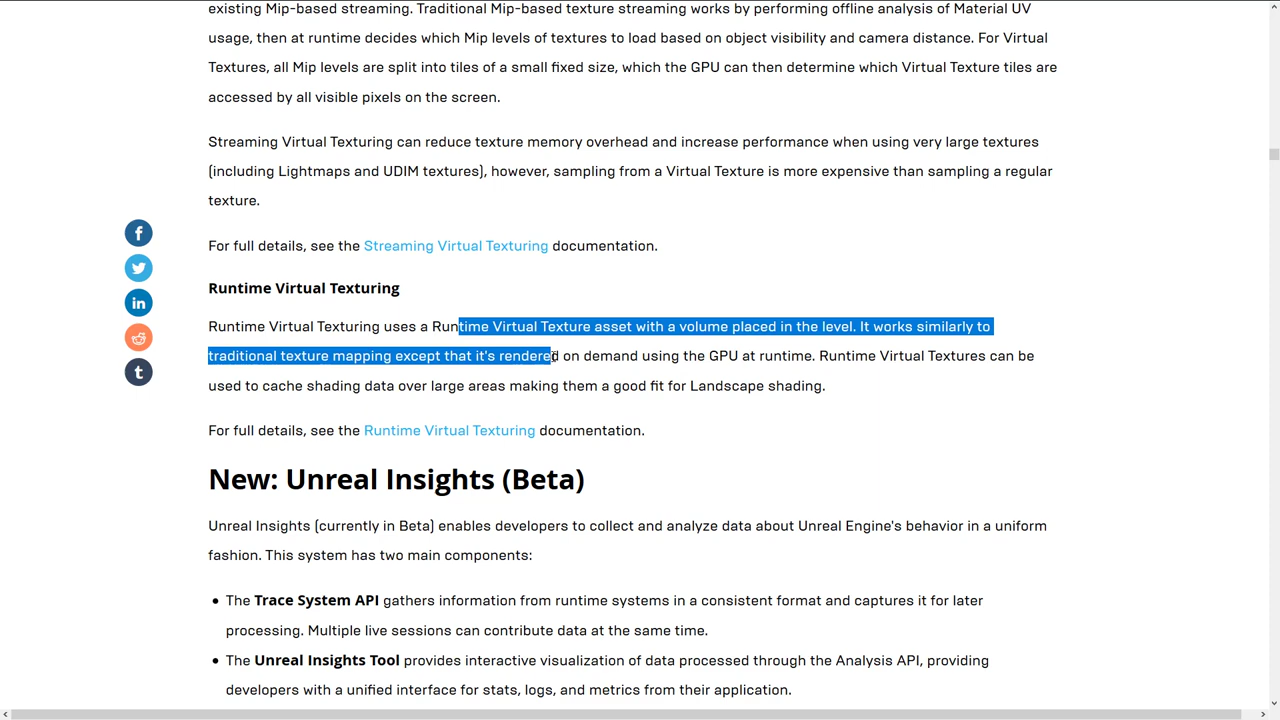 existing Mip-based streaming. Traditional Mip-based texture streaming works by performing offline analysis of Material UV
usage, then at runtime decides which Mip levels of textures to load based on object visibility and camera distance. For Virtual
Textures, all Mip levels are split into tiles of a small fixed size, which the GPU can then determine which Virtual Texture tiles are
accessed by all visible pixels on the screen.
Streaming Virtual Texturing can reduce texture memory overhead and increase performance when using very large textures
(including Lightmaps and UDIM textures), however, sampling from a Virtual Texture is more expensive than sampling a regular
texture.
For full details, see the Streaming Virtual Texturing documentation.
Runtime Virtual Texturing
Runtime Virtual Texturing uses a Runtime Virtual Texture asset with a volume placed in the level. It works similarly to
traditional texture mapping except that it's rendered on demand using the GPU at runtime. Runtime Virtual Textures can be
used to cache shading data over large areas making them a good fit for Landscape shading.
For full details, see the Runtime Virtual Texturing documentation.
New: Unreal Insights (Beta)
Unreal Insights (currently in Beta) enables developers to collect and analyze data about Unreal Engine's behavior in a uniform
fashion. This system has two main components:
• The Trace System API gathers information from runtime systems in a consistent format and captures it for later
processing. Multiple live sessions can contribute data at the same time.
• The Unreal Insights Tool provides interactive visualization of data processed through the Analysis API, providing
developers with a unified interface for stats, logs, and metrics from their application.